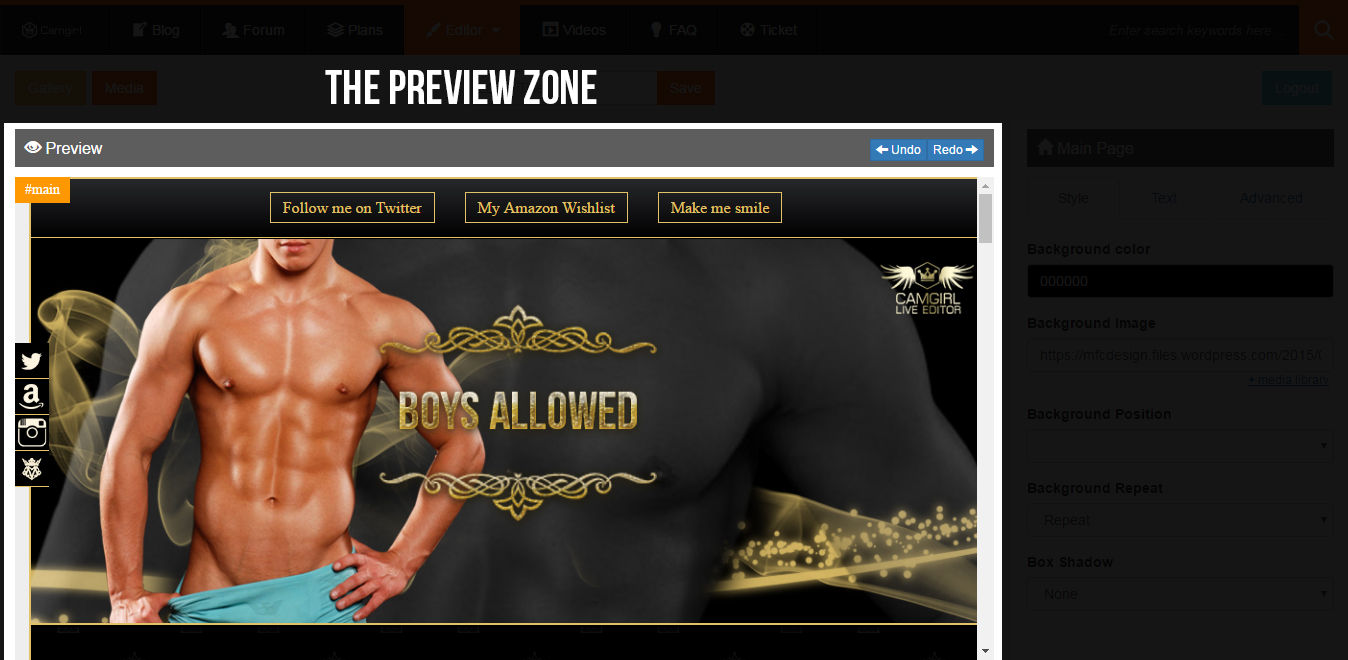 Camgirl
Blog
Forum
Plans
Editor
Videos
FAQ
Ticket
Enter search keywords here
Gallery
Media
THE PREVIEW ZONE
Save
Logout
Preview
Undo
Redo
Main Page
#main
Follow me on Twitter
My Amazon Wishlist
Make me smile
Style
Text
Advanced
CAMGIRL
LIVE EDITOR
BOYS ALLOWED
Background color
000000
Background Image
https://mfcdesign.files.wordpress.com/2015/0
+ media library
Background Position
Background Repeat
Repeat
Box Shadow
None